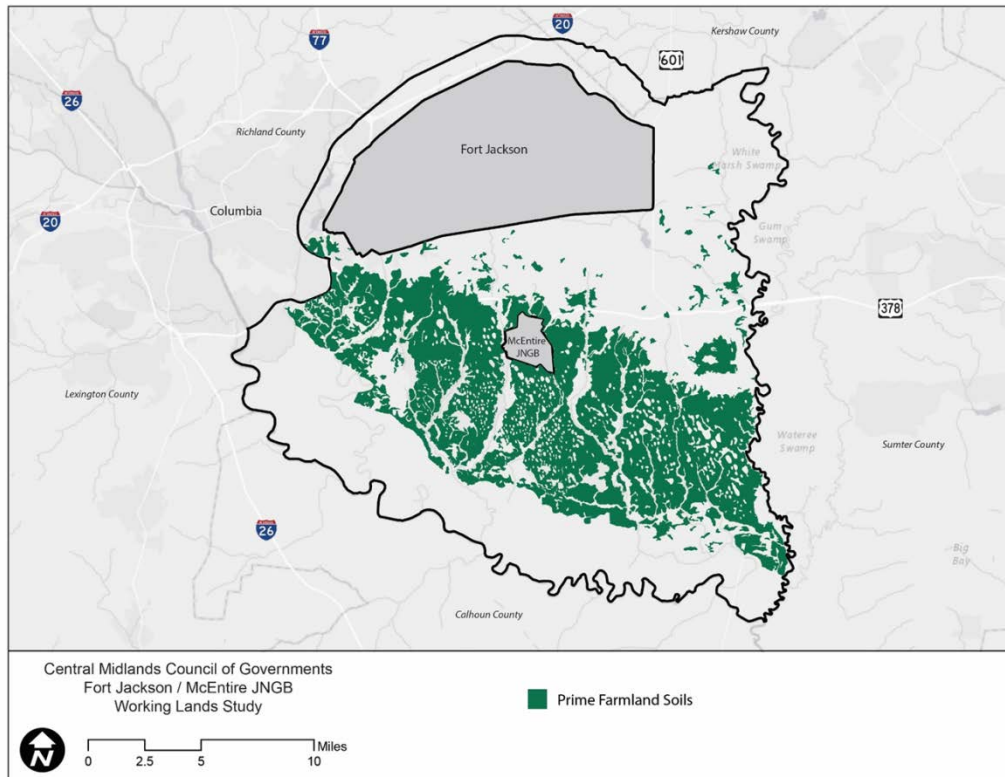 20
Kershaw County
77
601
26
Richland County
Fort Jackson
White
Marsh Swamp
Columbia
20
Gum
Swamp
378
McEntire
JNGB
Lexington County
Wateree
Swamp
Sumter County
26
Big
Bay
Calhoun County
Central Midlands Council of Governments
Fort Jackson / McEntire JNGB
Working Lands Study
Prime Farmland Soils
N
Miles
0 2.5 5 10